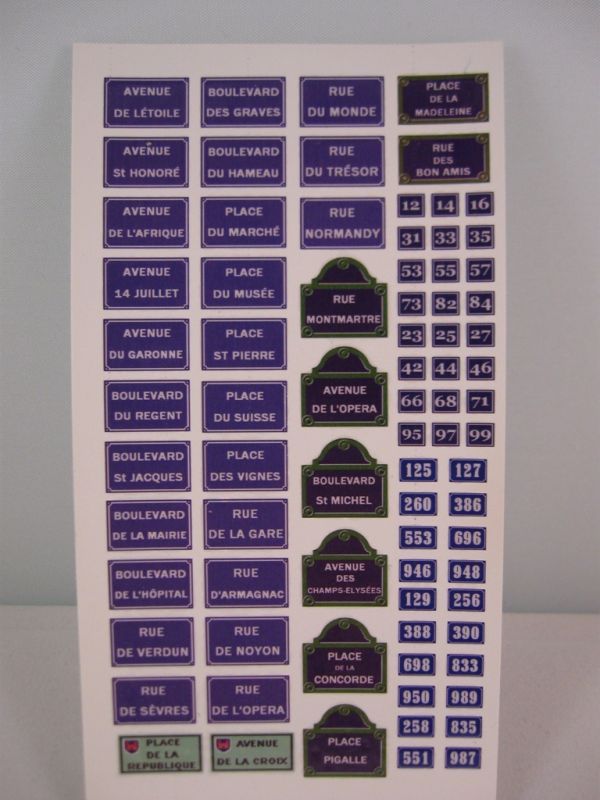 AVENUE
DE LÉTOILE
AVENUE
St HONORÉ
AVENUE
DE L'AFRIQUE
AVENUE
14 JUILLET
AVENUE
DU GARONNE
BOULEVARD
DU REGENT
BOULEVARD
St JACQUES
BOULEVARD
DE LA MAIRIE
BOULEVARD
DE L'HÔPITAL
RUE
DE VERDUN
RUE
DE SÈVRES
PLACE
DE LA
REPUBLIQUE
BOULEVARD
DES GRAVES
BOULEVARD
DU HAMEAU
PLACE
DU MARCHÉ
PLACE
DU MUSÉE
PLACE
ST PIERRE
PLACE
DU SUISSE
PLACE
DES VIGNES
RUE
DE LA GARE
RUE
D'ARMAGNAC
RUE
DE NOYON
RUE
DE L'OPERA
AVENUE
DE LA CROIX
RUE
DU MONDE
RUE
DU TRÉSOR
RUE
NORMANDY
RUE
MONTMARTRE
AVENUE
DE L'OPERA
BOULEVARD
St MICHEL
AVENUE
DES
CHAMPS-ELYSÉES
PLACE
DE LA
CONCORDE
PLACE
PIGALLE
PLACE
DE LA
MADELEINE
RUE
DES
BON AMIS
12 14 16
31 33 35
53 55 57
73 82 84
23 25 27
42 44 46
66 68 71
95 97 99
125 127
260 386
553 696
946 948
129 256
388 390
698 833
950 989
258 835
551 987